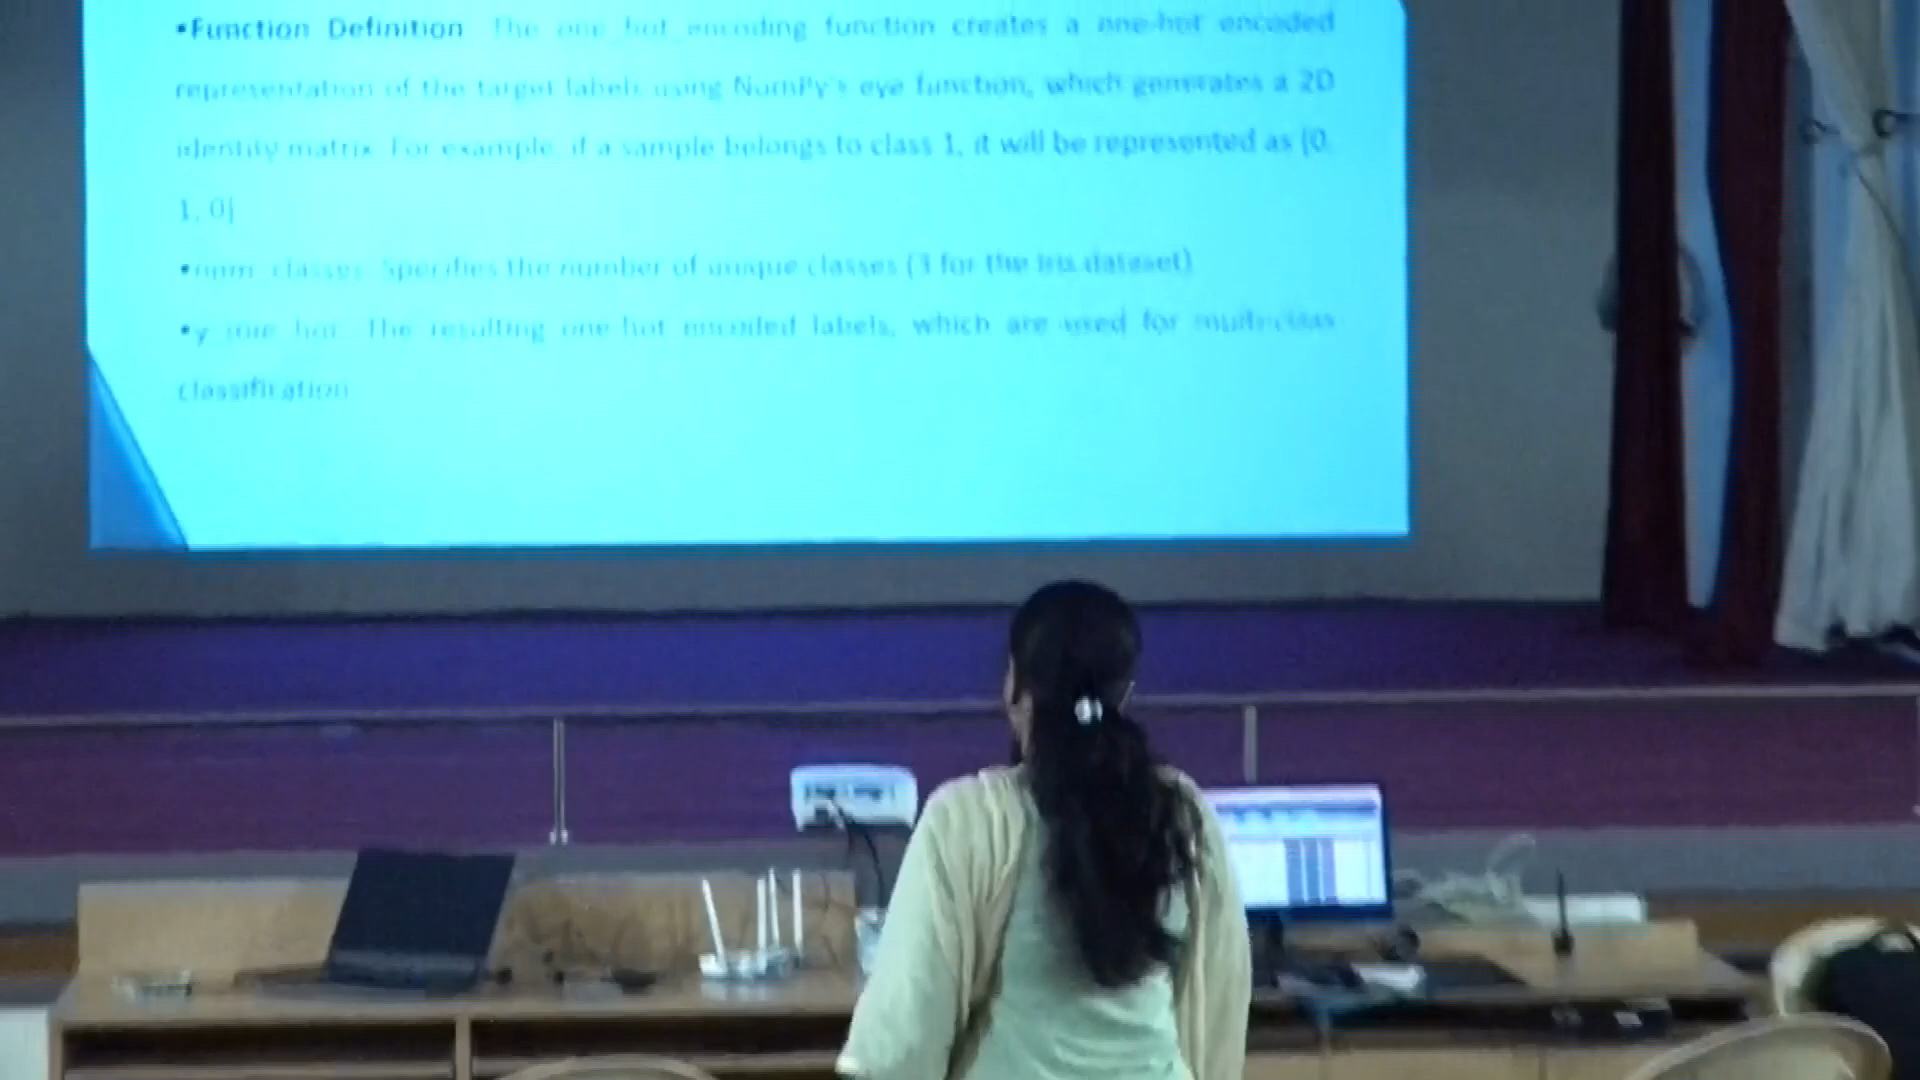 •Function Definition: The one_hot_encoding function creates a one-hot encoded
representation of the target labels using NumPy's eye function, which generates a 2D
identity matrix. For example, if a sample belongs to class 1, it will be represented as [0,
1, 0]
•num_classes: Specifies the number of unique classes (3 for the Iris dataset)
•y_one_hot: The resulting one-hot encoded labels, which are used for multi-class
classification